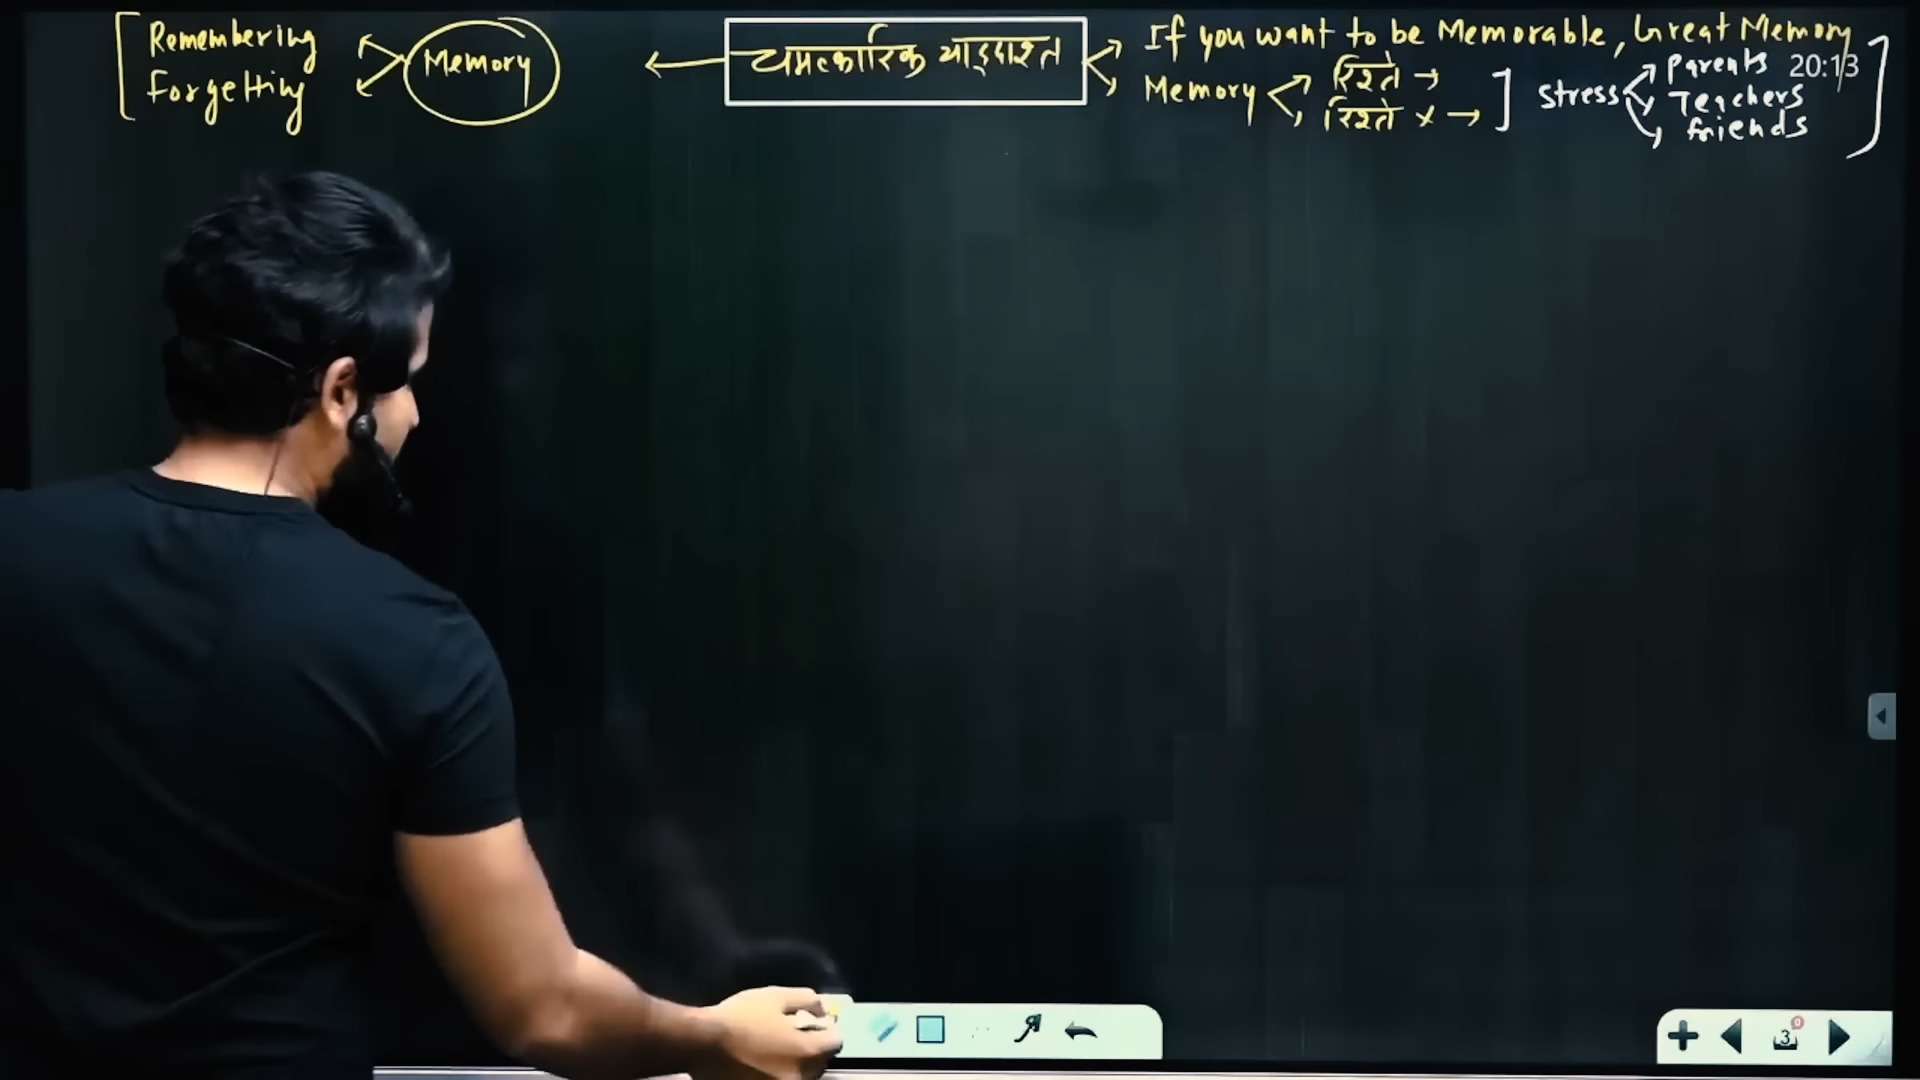 Remembering
Forgetting
Memory
चमत्कारिक याददाश्त
If you want to be Memorable, Great Memory
Memory
रिश्ते →
रिश्ते × →
Stress
Parents
Teachers
friends
20:13
3
0